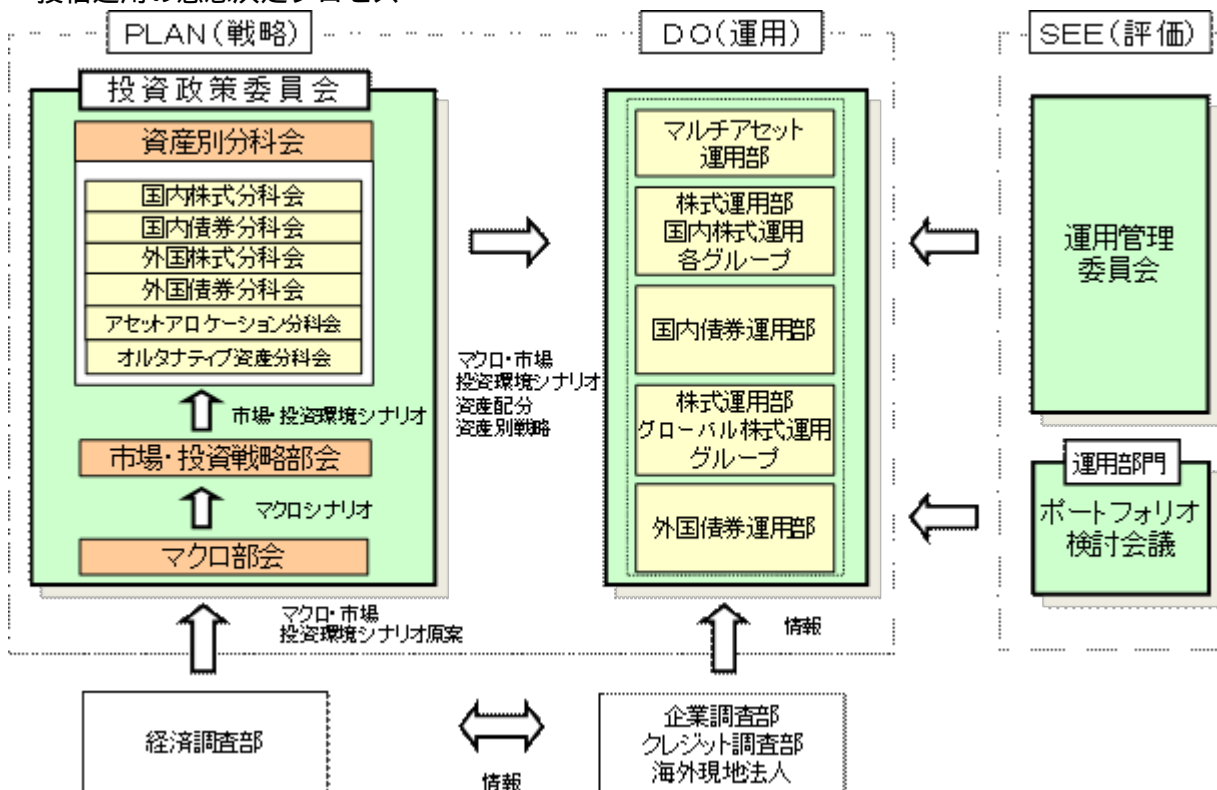 PLAN(戦略)
投資政策委員会
資産別分科会
国内株式分科会
国内債券分科会
外国株式分科会
外国債券分科会
アセットアロケーション分科会
オルタナティブ資産分科会
市場・投資環境シナリオ
市場・投資戦略部会
マクロシナリオ
マクロ部会
マクロ・市場
投資環境シナリオ原案
経済調査部
マクロ・市場
投資環境シナリオ
資産配分
資産別戦略
情報
DO(運用)
マルチアセット
運用部
株式運用部
国内株式運用
各グループ
国内債券運用部
株式運用部
グローバル株式運用
グループ
外国債券運用部
情報
企業調査部
クレジット調査部
海外現地法人
SEE(評価)
運用管理
委員会
運用部門
ポートフォリオ
検討会議